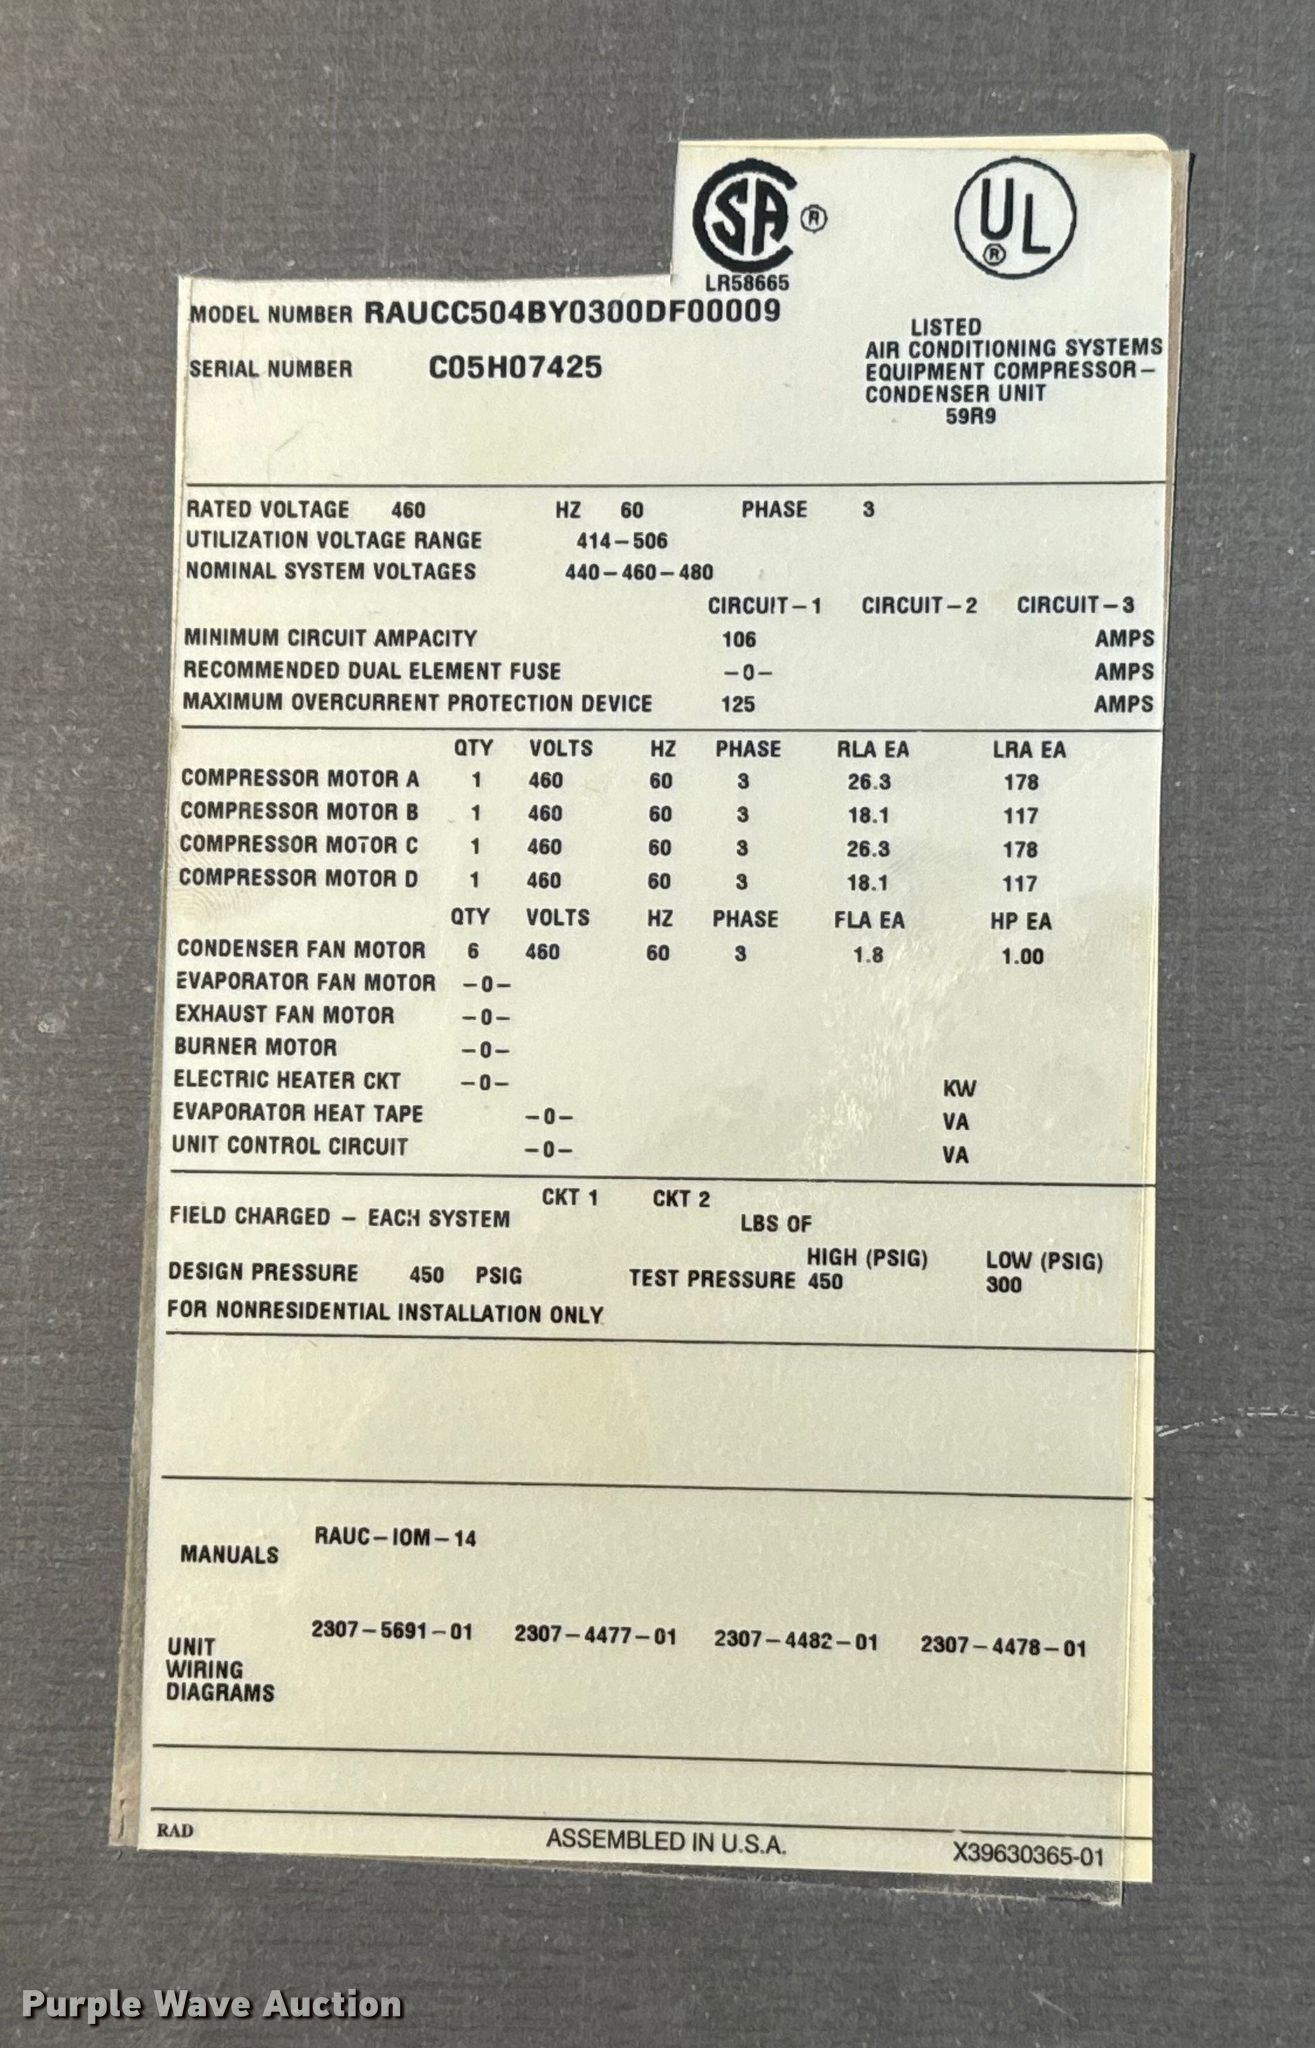 SA ®
LR58665
UL ®
MODEL NUMBER RAUCC504BY0300DF00009
SERIAL NUMBER C05H07425
LISTED
AIR CONDITIONING SYSTEMS
EQUIPMENT COMPRESSOR-
CONDENSER UNIT
59R9
RATED VOLTAGE 460 HZ 60 PHASE 3
UTILIZATION VOLTAGE RANGE 414-506
NOMINAL SYSTEM VOLTAGES 440-460-480
CIRCUIT-1 CIRCUIT-2 CIRCUIT-3
MINIMUM CIRCUIT AMPACITY 106 AMPS
RECOMMENDED DUAL ELEMENT FUSE -0- AMPS
MAXIMUM OVERCURRENT PROTECTION DEVICE 125 AMPS
QTY VOLTS HZ PHASE RLA EA LRA EA
COMPRESSOR MOTOR A 1 460 60 3 26.3 178
COMPRESSOR MOTOR B 1 460 60 3 18.1 117
COMPRESSOR MOTOR C 1 460 60 3 26.3 178
COMPRESSOR MOTOR D 1 460 60 3 18.1 117
QTY VOLTS HZ PHASE FLA EA HP EA
CONDENSER FAN MOTOR 6 460 60 3 1.8 1.00
EVAPORATOR FAN MOTOR -0-
EXHAUST FAN MOTOR -0-
BURNER MOTOR -0-
ELECTRIC HEATER CKT -0- KW
EVAPORATOR HEAT TAPE -0- VA
UNIT CONTROL CIRCUIT -0- VA
CKT 1 CKT 2
FIELD CHARGED - EACH SYSTEM LBS OF
HIGH (PSIG) LOW (PSIG)
DESIGN PRESSURE 450 PSIG TEST PRESSURE 450 300
FOR NONRESIDENTIAL INSTALLATION ONLY
RAUC-IOM-14
MANUALS
2307-5691-01 2307-4477-01 2307-4482-01 2307-4478-01
UNIT
WIRING
DIAGRAMS
RAD ASSEMBLED IN U.S.A. X39630365-01
Purple Wave Auction